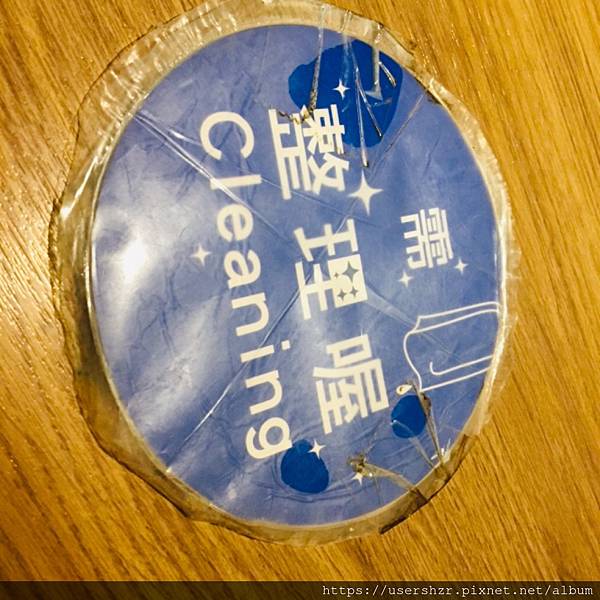 需
整理喔
Cleaning
https://usershzr.pixnet.net/album